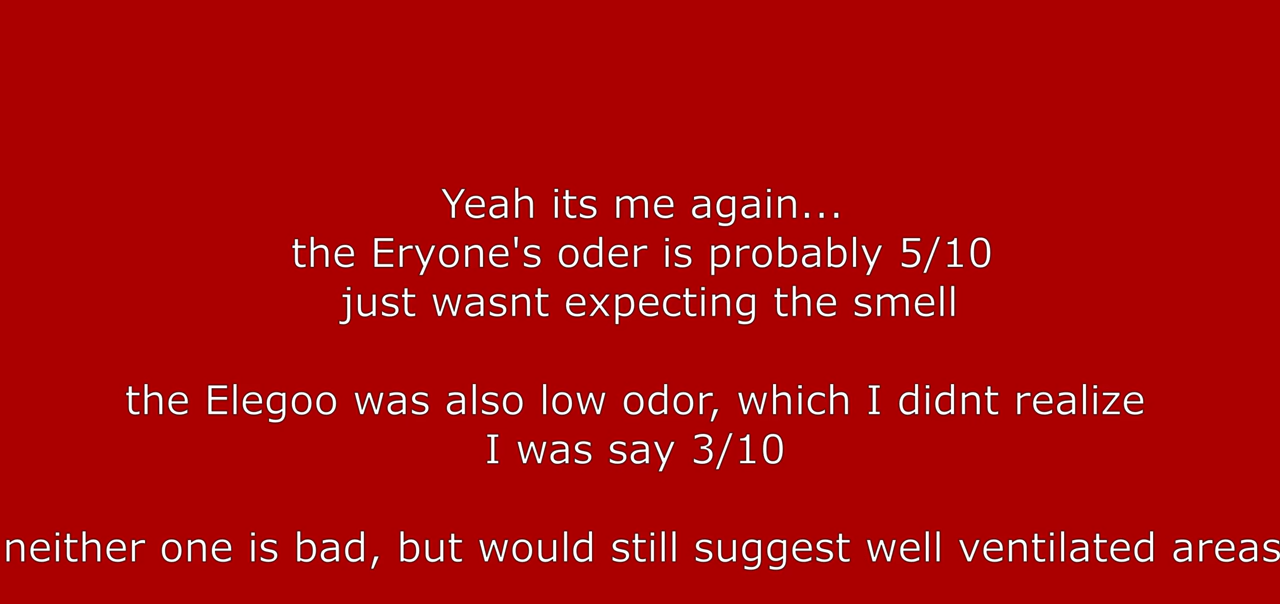 Yeah its me again...
the Eryone's oder is probably 5/10
just wasnt expecting the smell
the Elegoo was also low odor, which I didnt realize
I was say 3/10
neither one is bad, but would still suggest well ventilated areas